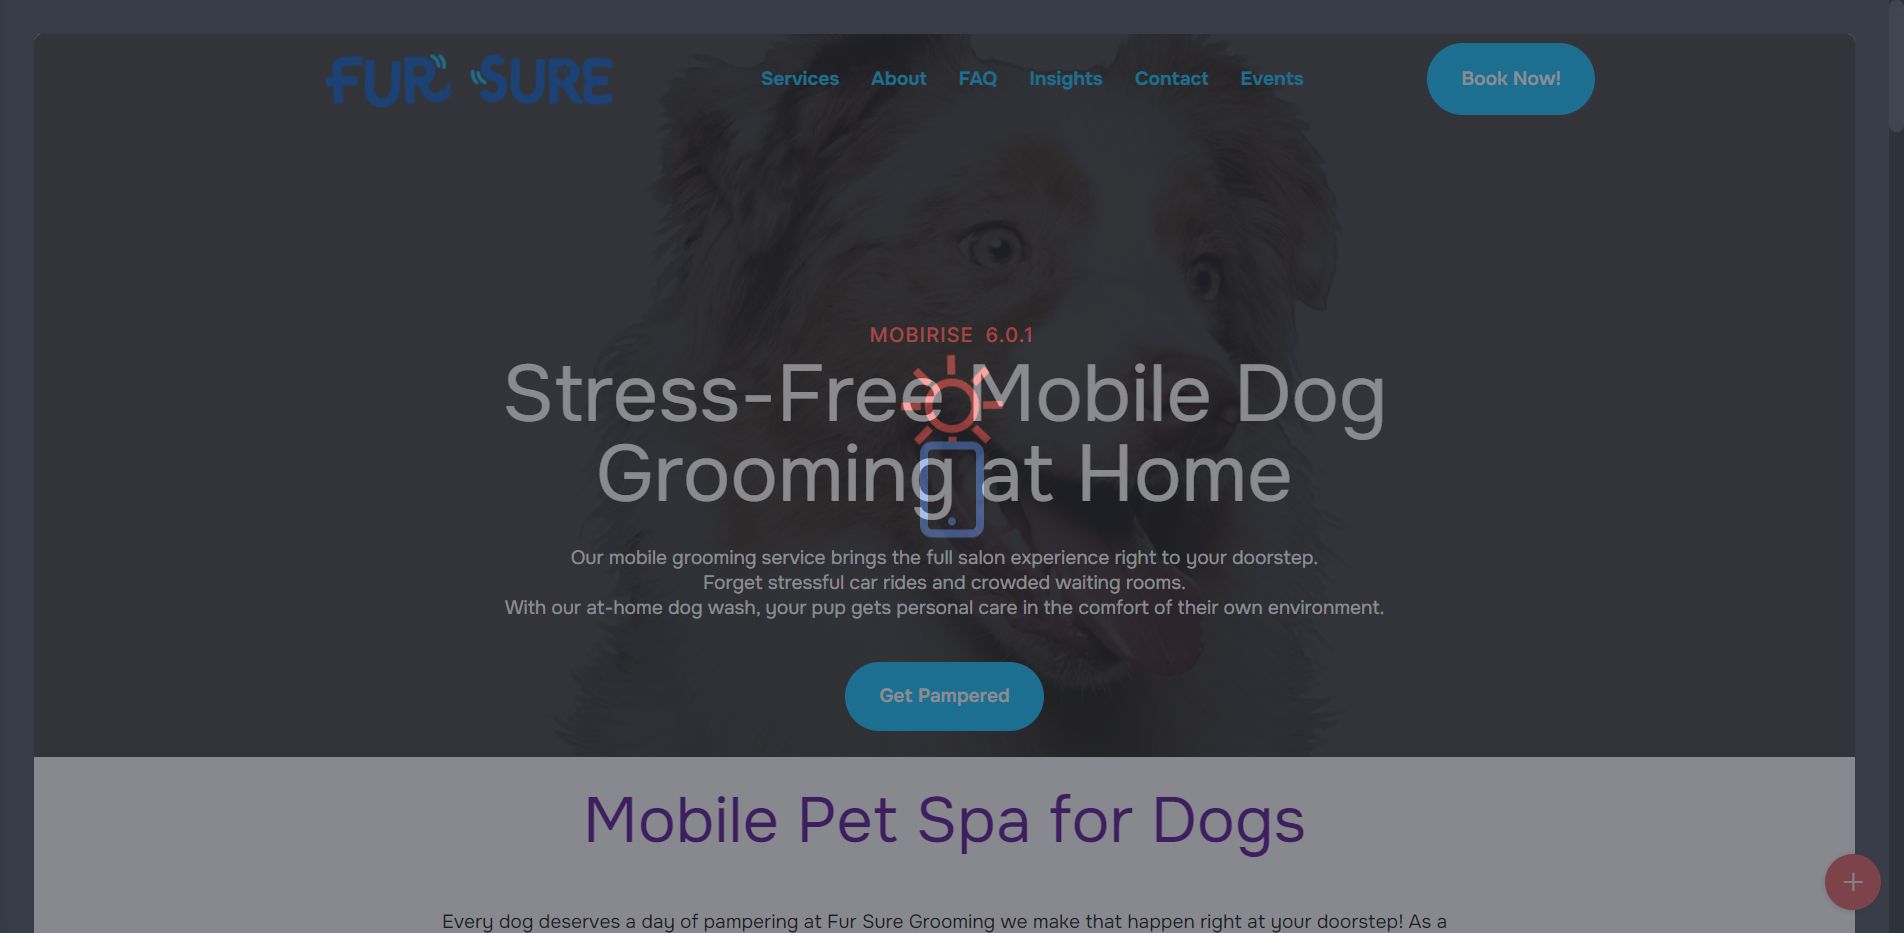 FUR SURE
Services About FAQ Insights Contact Events
Book Now!
MOBIRISE 6.0.1
Stress-Free Mobile Dog
Grooming at Home
Our mobile grooming service brings the full salon experience right to your doorstep.
Forget stressful car rides and crowded waiting rooms.
With our at-home dog wash, your pup gets personal care in the comfort of their own environment.
Get Pampered
Mobile Pet Spa for Dogs
Every dog deserves a day of pampering at Fur Sure Grooming we make that happen right at your doorstep! As a